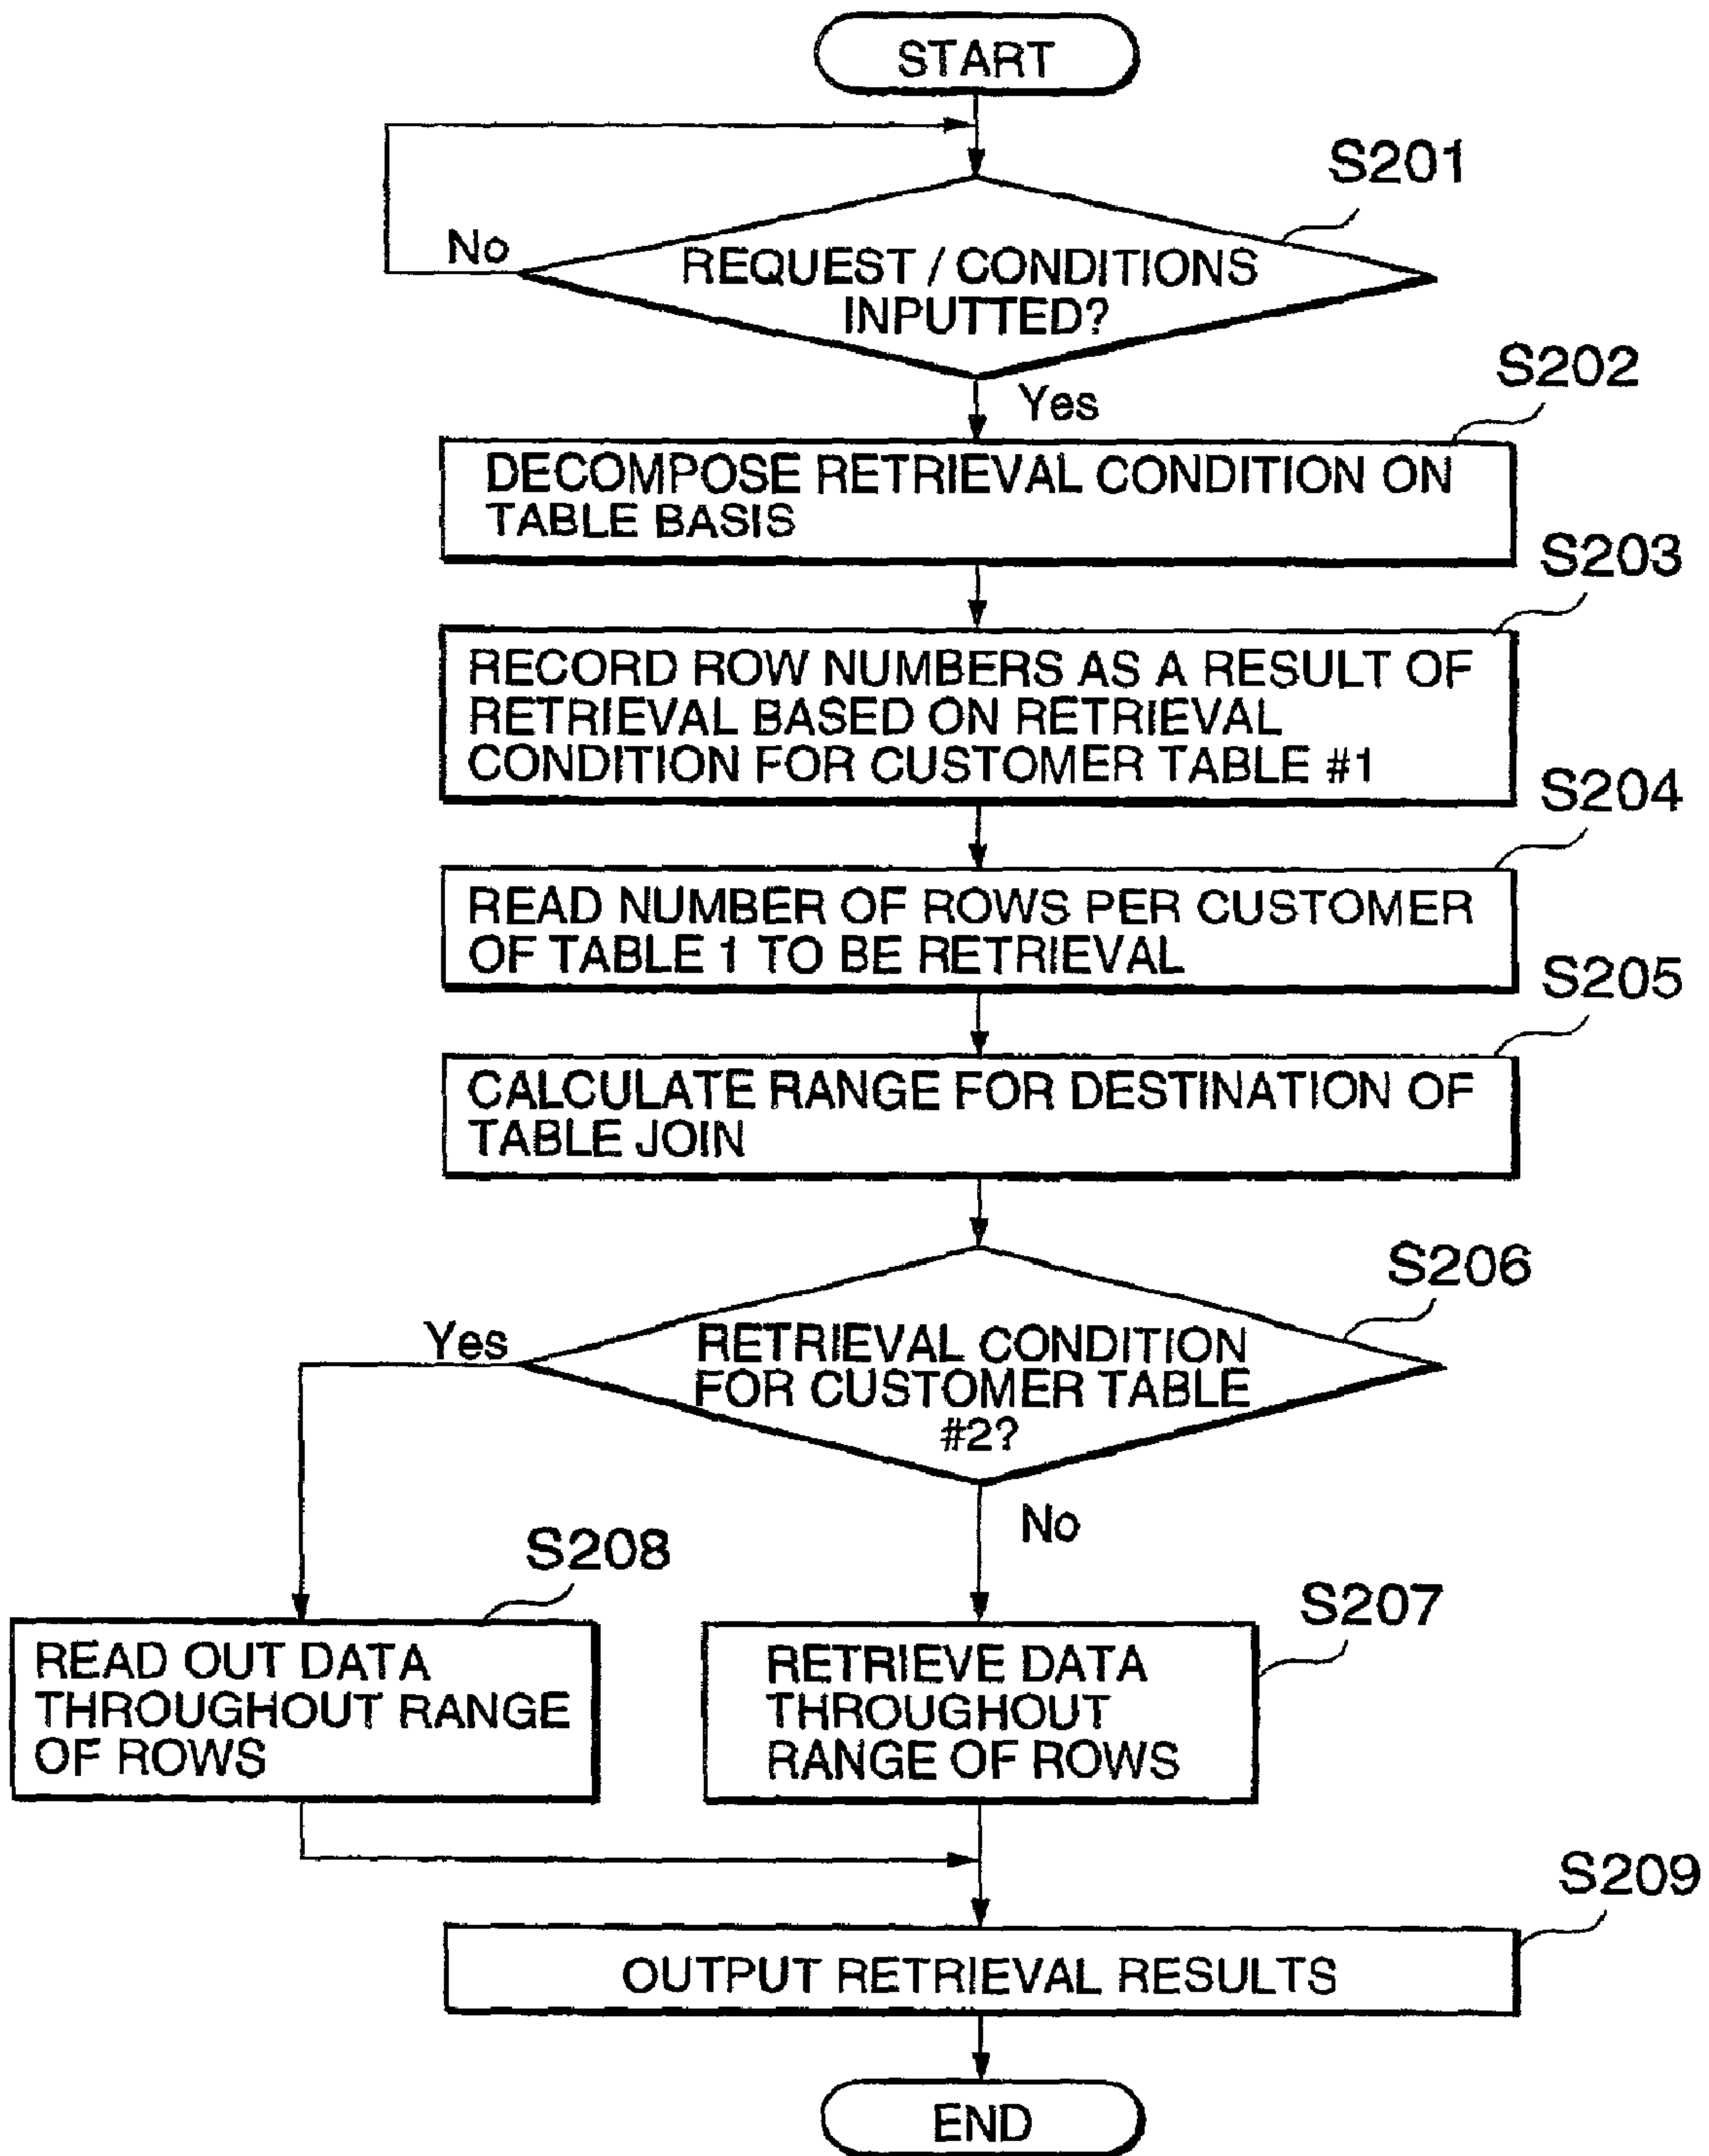 START
S201
No
REQUEST / CONDITIONS
INPUTTED?
Yes
S202
DECOMPOSE RETRIEVAL CONDITION ON
TABLE BASIS
S203
RECORD ROW NUMBERS AS A RESULT OF
RETRIEVAL BASED ON RETRIEVAL
CONDITION FOR CUSTOMER TABLE #1
S204
READ NUMBER OF ROWS PER CUSTOMER
OF TABLE 1 TO BE RETRIEVAL
S205
CALCULATE RANGE FOR DESTINATION OF
TABLE JOIN
S206
Yes
RETRIEVAL CONDITION
FOR CUSTOMER TABLE
#2?
No
S208
READ OUT DATA
THROUGHOUT RANGE
OF ROWS
S207
RETRIEVE DATA
THROUGHOUT
RANGE OF ROWS
S209
OUTPUT RETRIEVAL RESULTS
END